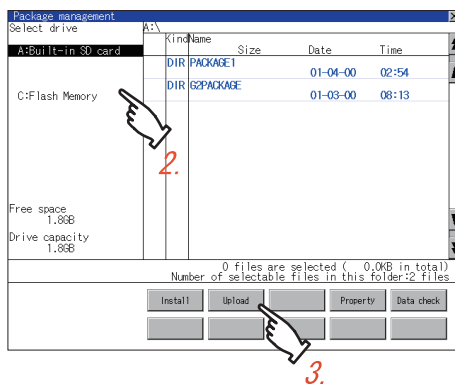 Package management
Select drive
A:\
Kind Name
Size Date Time
A:Built-in SD card
DIR PACKAGE1
01-04-00 02:54
DIR G2PACKAGE
01-03-00 08:13
C:Flash Memory
2.
Free space
1.8GB
Drive capacity
1.8GB
0 files are selected ( 0.0KB in total)
Number of selectable files in this folder:2 files
Install Upload Property Data check
3.